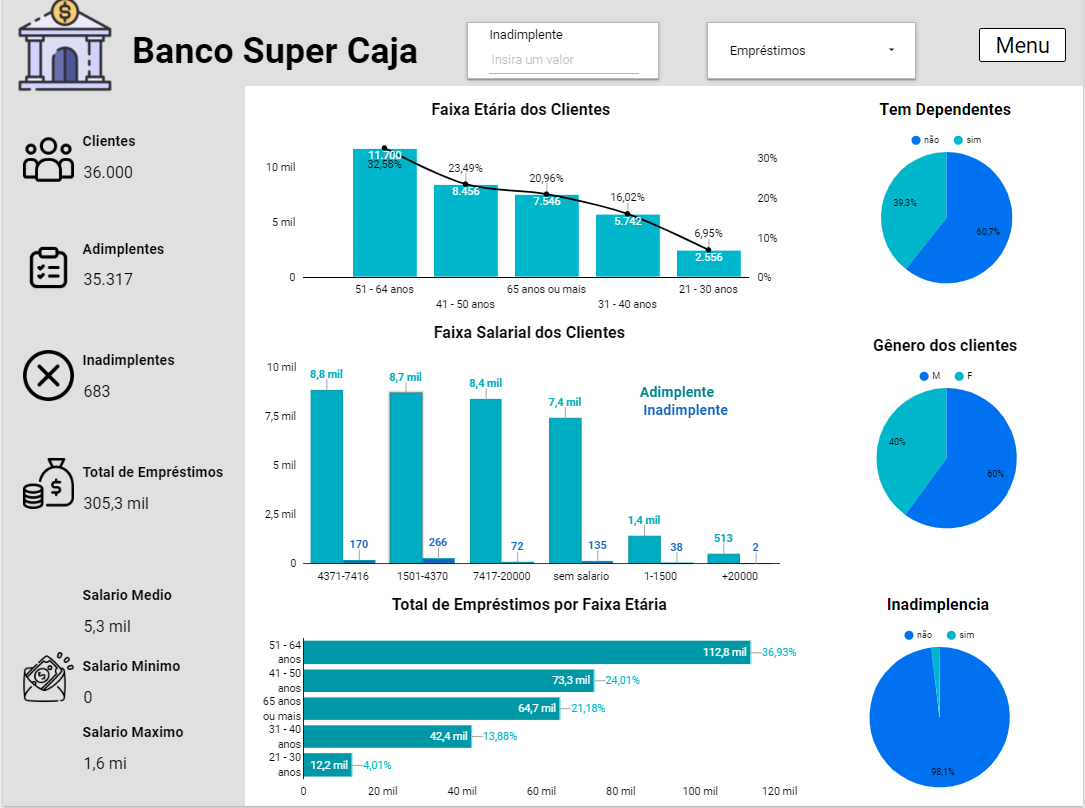 Banco Super Caja
Inadimplente
Insira um valor
Empréstimos
Menu
Clientes
36.000
Adimplentes
35.317
Inadimplentes
683
Total de Empréstimos
305,3 mil
Salario Medio
5,3 mil
Salario Minimo
0
Salario Maximo
1,6 mi
Faixa Etária dos Clientes
10 mil
5 mil
0
30%
20%
10%
0%
11.700
32,58%
23,49%
8.456
20,96%
7.546
16,02%
5.742
6,95%
2.556
51 - 64 anos
41 - 50 anos
65 anos ou mais
31 - 40 anos
21 - 30 anos
Faixa Salarial dos Clientes
10 mil
7,5 mil
5 mil
2,5 mil
0
8,8 mil
170
8,7 mil
266
8,4 mil
72
7,4 mil
135
1,4 mil
38
513
2
Adimplente
Inadimplente
4371-7416
1501-4370
7417-20000
sem salario
1-1500
+20000
Total de Empréstimos por Faixa Etária
51 - 64
anos
112,8 mil
36,93%
41 - 50
anos
73,3 mil
24,01%
65 anos
ou mais
64,7 mil
21,18%
31 - 40
anos
42,4 mil
13,88%
21 - 30
anos
12,2 mil
4,01%
0
20 mil
40 mil
60 mil
80 mil
100 mil
120 mil
Tem Dependentes
não sim
39,3%
60,7%
Gênero dos clientes
M F
40%
60%
Inadimplencia
não sim
98,1%